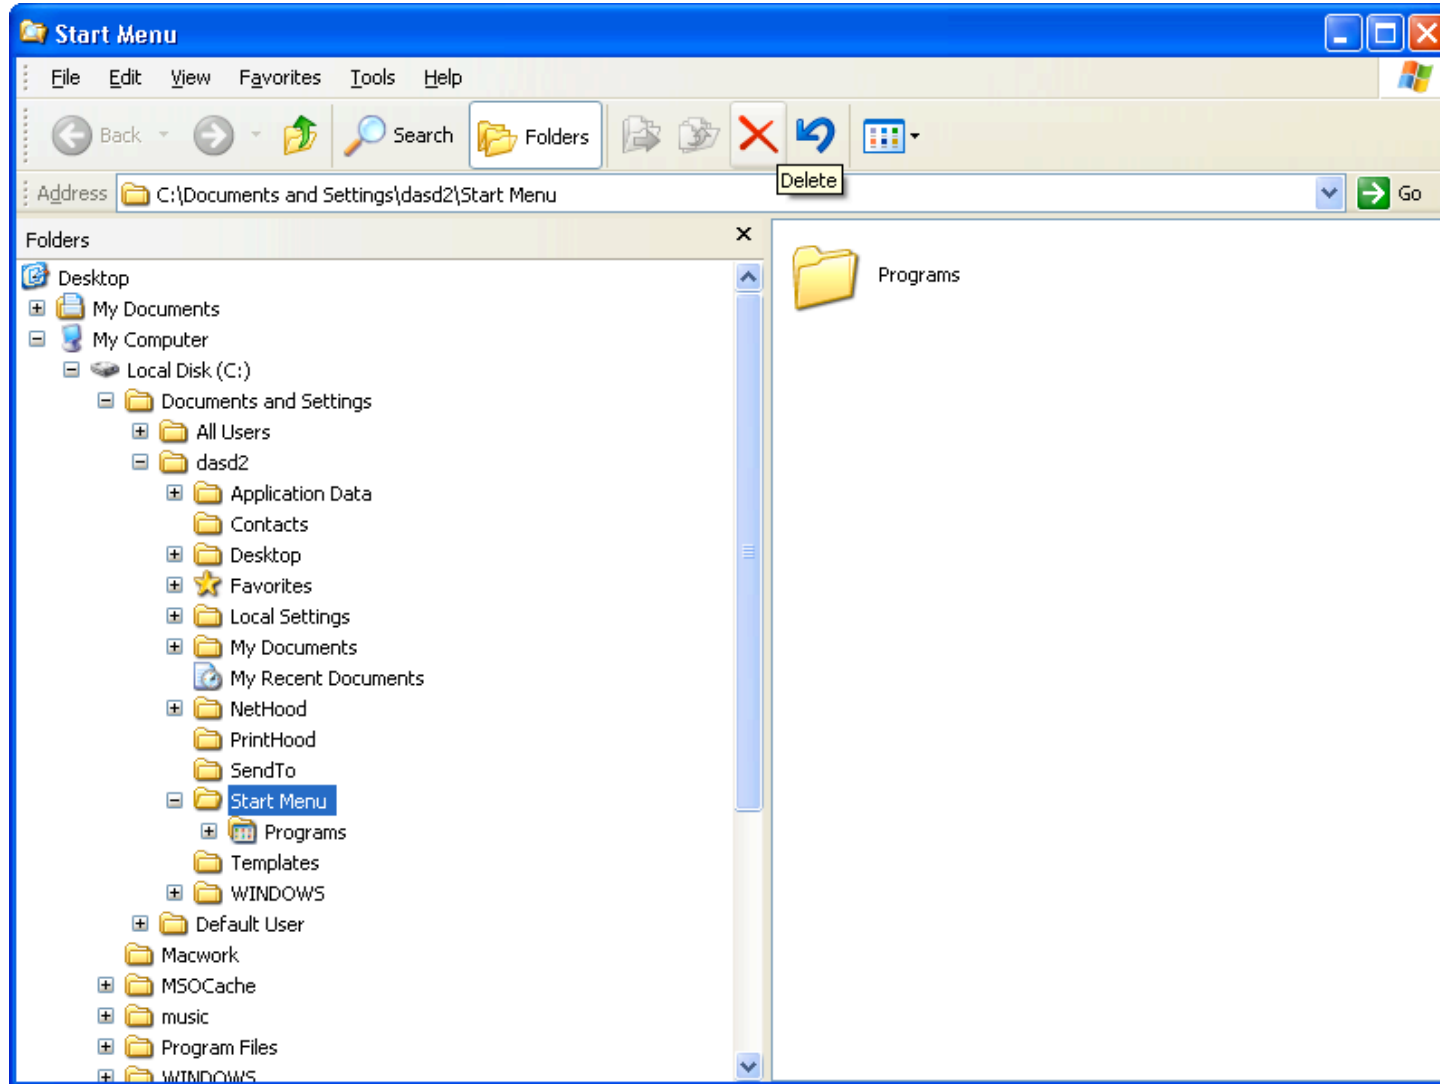 Start Menu
File Edit View Favorites Tools Help
Back Search Folders
Delete
Address C:\Documents and Settings\dasd2\Start Menu Go
Folders
Desktop
My Documents
My Computer
Local Disk (C:)
Documents and Settings
All Users
dasd2
Application Data
Contacts
Desktop
Favorites
Local Settings
My Documents
My Recent Documents
NetHood
PrintHood
SendTo
Start Menu
Programs
Templates
WINDOWS
Default User
Macwork
MSOCache
music
Program Files
WINDOWS
Programs